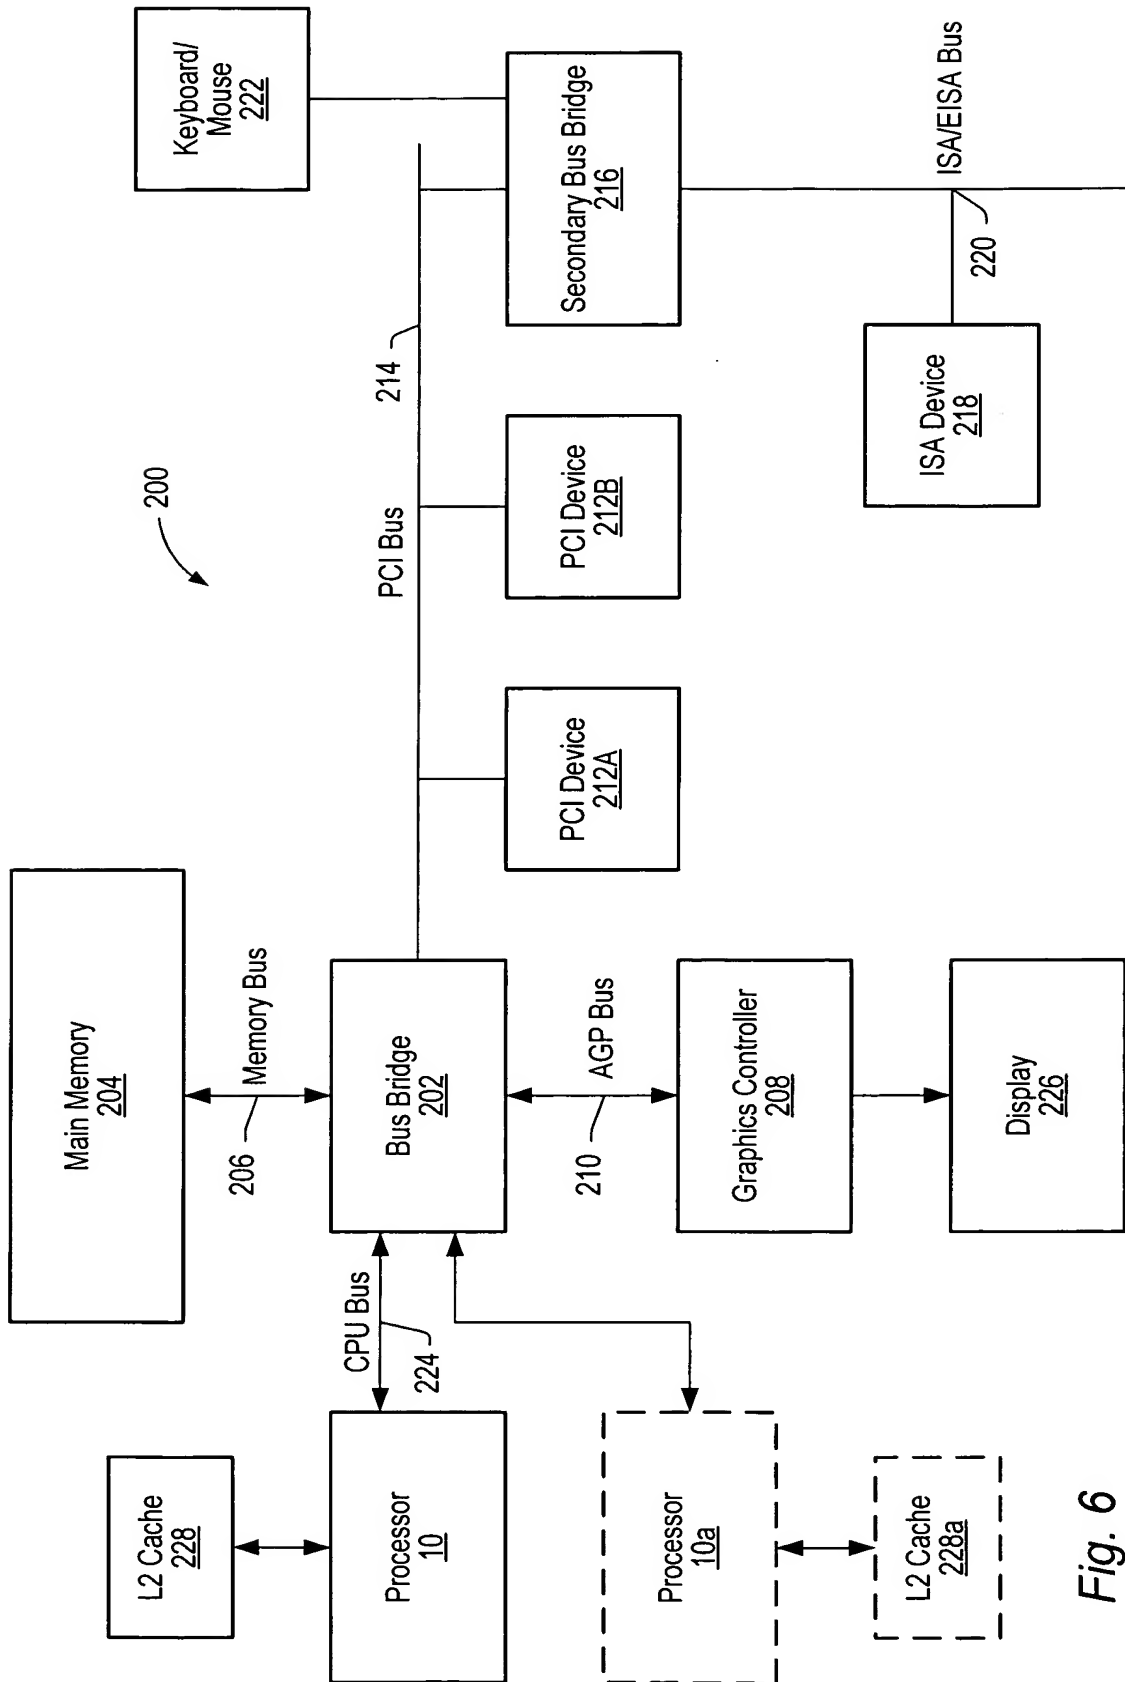 200
Main Memory
204
Keyboard/
Mouse
222
L2 Cache
228
206
Memory Bus
Processor
10
CPU Bus
224
Bus Bridge
202
PCI Bus
214
PCI Device
212A
PCI Device
212B
Secondary Bus Bridge
216
210
AGP Bus
Processor
10a
Graphics Controller
208
L2 Cache
228a
ISA Device
218
220
ISA/EISA Bus
Display
226
Fig. 6